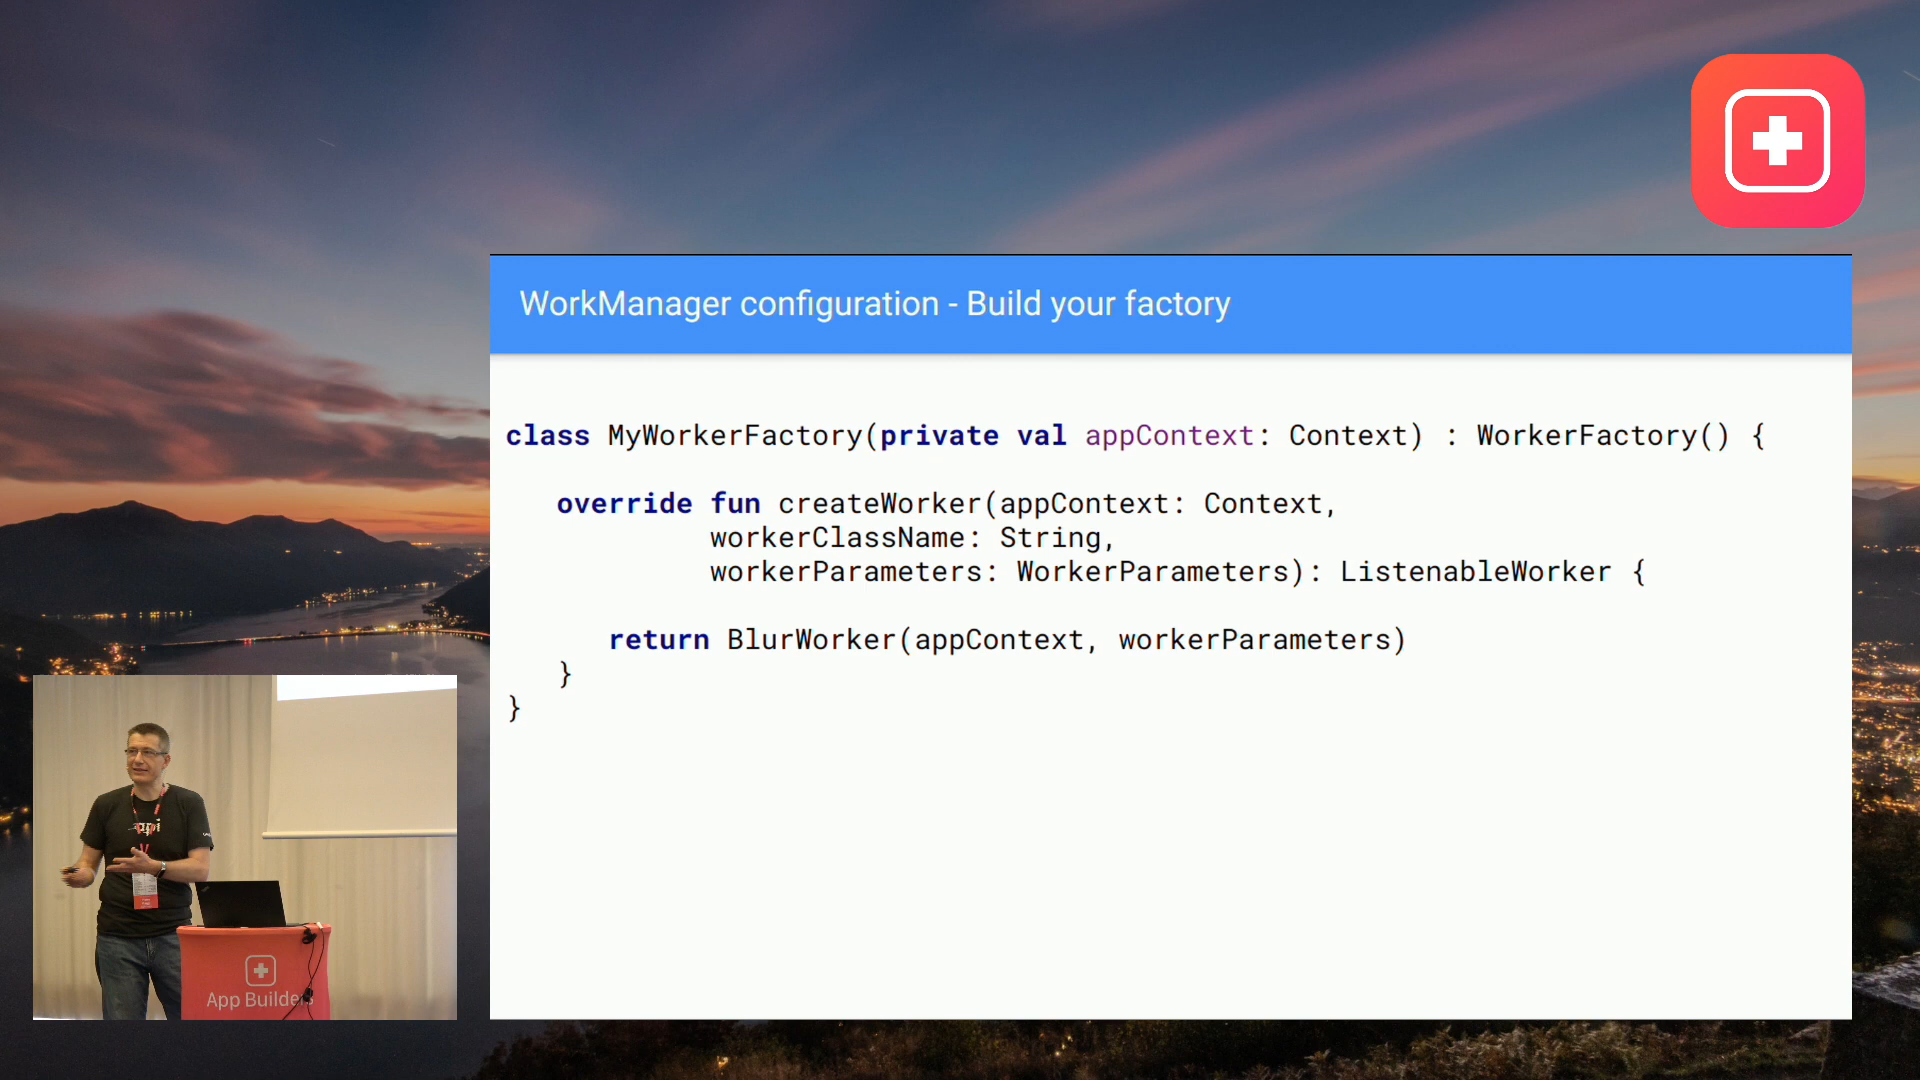 WorkManager configuration - Build your factory
class MyWorkerFactory(private val appContext: Context) : WorkerFactory() {
override fun createWorker(appContext: Context,
workerClassName: String,
workerParameters: WorkerParameters): ListenableWorker {
return BlurWorker(appContext, workerParameters)
}
}
App Builders